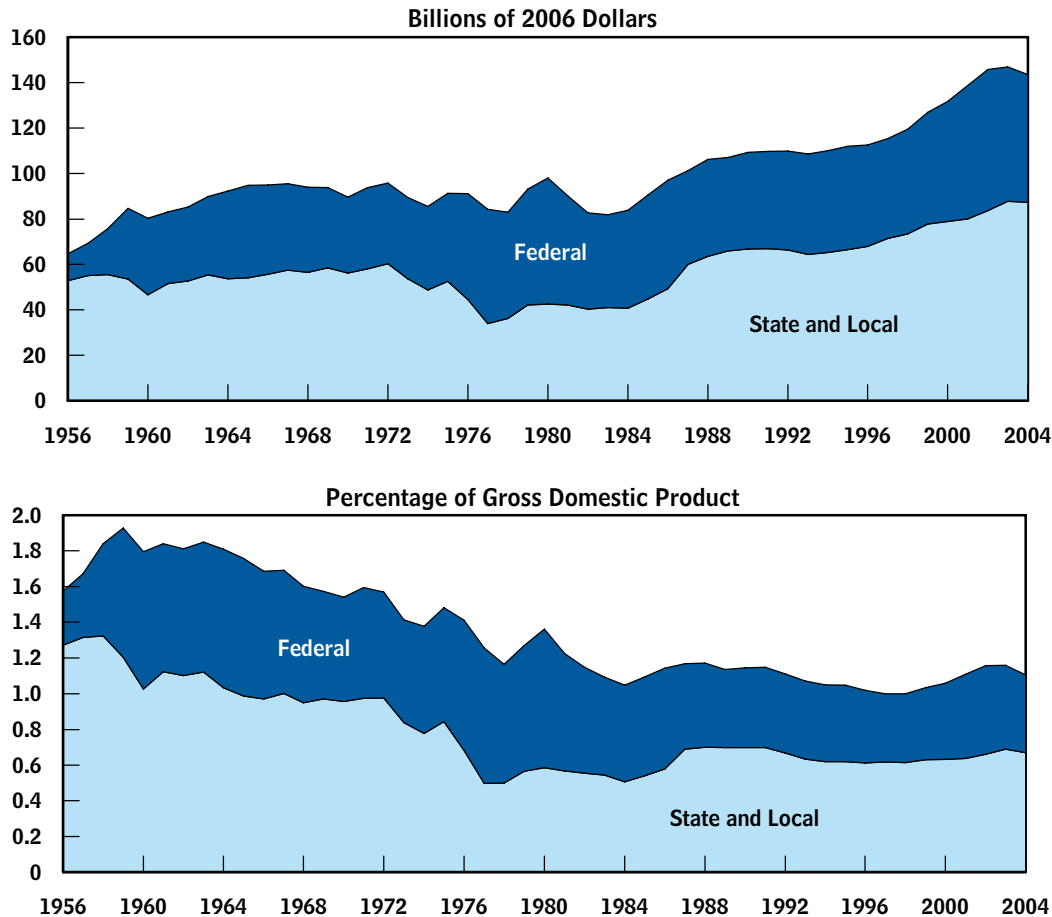 Billions of 2006 Dollars
160
140
120
100
80
60
40
20
0
Federal
State and Local
1956 1960 1964 1968 1972 1976 1980 1984 1988 1992 1996 2000 2004
Percentage of Gross Domestic Product
2.0
1.8
1.6
1.4
1.2
1.0
0.8
0.6
0.4
0.2
0
Federal
State and Local
1956 1960 1964 1968 1972 1976 1980 1984 1988 1992 1996 2000 2004